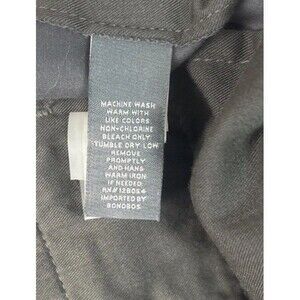 MACHINE WASH
WARM WITH
LIKE COLORS
NON-CHLORINE
BLEACH ONLY
TUMBLE DRY LOW
REMOVE
PROMPTLY
AND HANG
WARM IRON
IF NEEDED
RN#128054
IMPORTED BY
BONOBOS